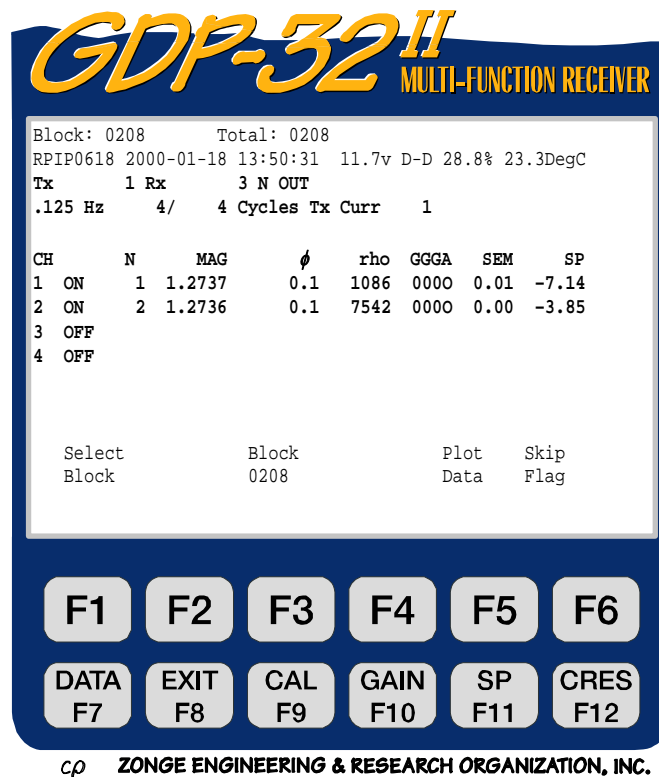 GDP-32 II
MULTI-FUNCTION RECEIVER
Block: 0208 Total: 0208
RPIP0618 2000-01-18 13:50:31 11.7v D-D 28.8% 23.3DegC
Tx 1 Rx 3 N OUT
.125 Hz 4/ 4 Cycles Tx Curr 1
CH N MAG ϕ rho GGGA SEM SP
1 ON 1 1.2737 0.1 1086 000O 0.01 -7.14
2 ON 2 1.2736 0.1 7542 000O 0.00 -3.85
3 OFF
4 OFF
Select Block Plot Skip
Block 0208 Data Flag
F1 F2 F3 F4 F5 F6
DATA EXIT CAL GAIN SP CRES
F7 F8 F9 F10 F11 F12
cρ ZONGE ENGINEERING & RESEARCH ORGANIZATION, INC.